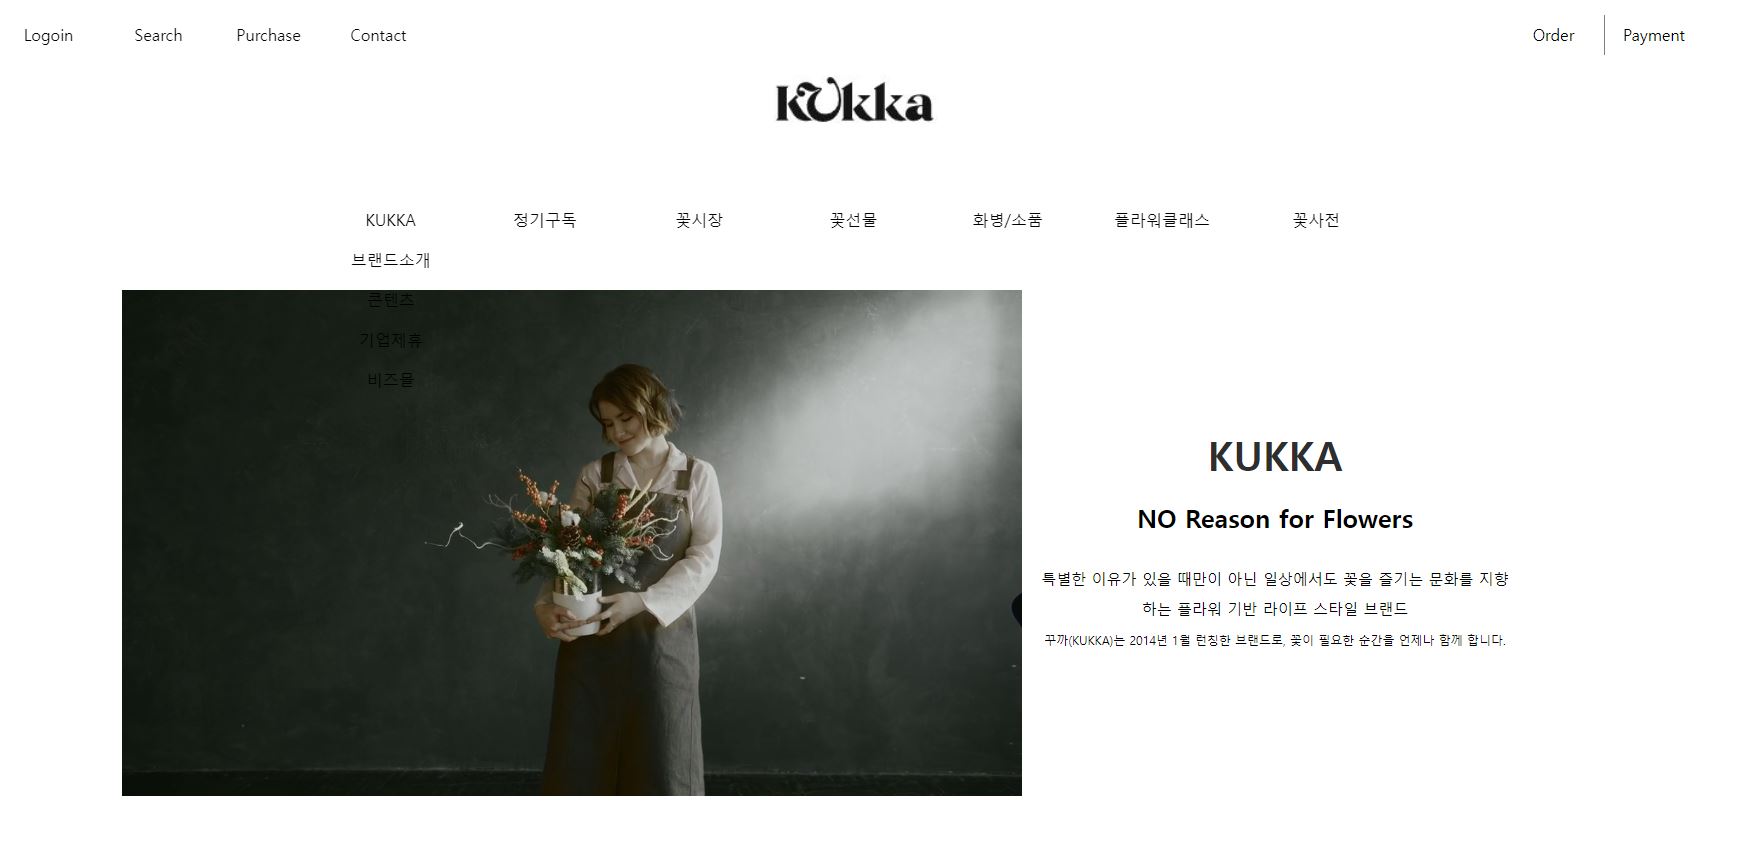 Logoin Search Purchase Contact Order Payment
KUkka
KUKKA 정기구독 꽃시장 꽃선물 화병/소품 플라워클래스 꽃사전
브랜드소개
콘텐츠
기업제휴
비즈몰
KUKKA
NO Reason for Flowers
특별한 이유가 있을 때만이 아닌 일상에서도 꽃을 즐기는 문화를 지향
하는 플라워 기반 라이프 스타일 브랜드
꾸까(KUKKA)는 2014년 1월 런칭한 브랜드로, 꽃이 필요한 순간을 언제나 함께 합니다.